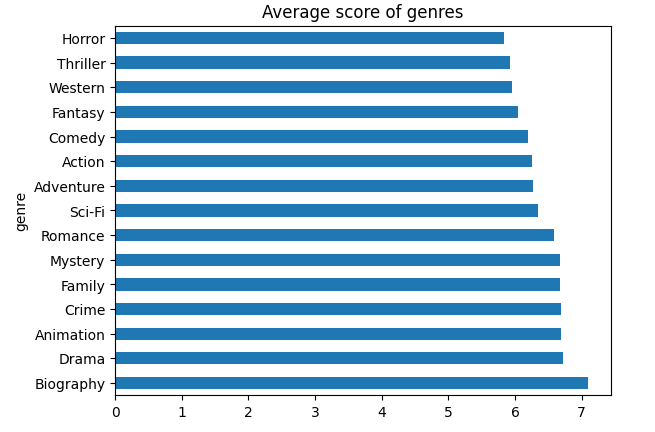 Average score of genres
genre
Horror
Thriller
Western
Fantasy
Comedy
Action
Adventure
Sci-Fi
Romance
Mystery
Family
Crime
Animation
Drama
Biography
0 1 2 3 4 5 6 7